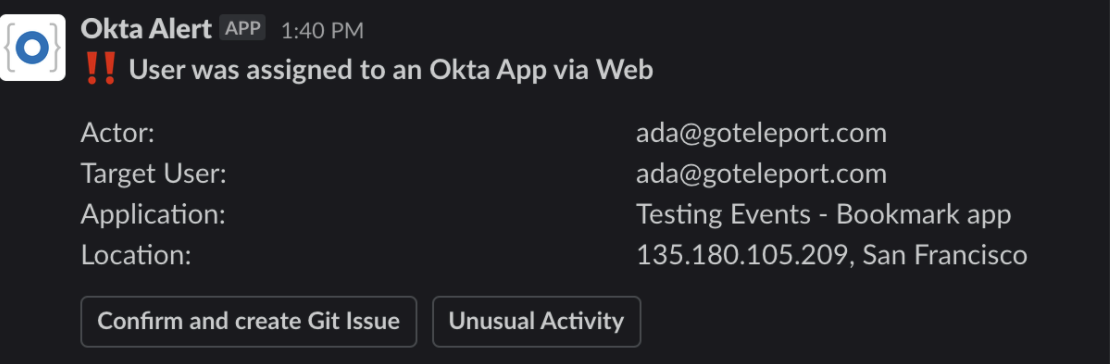 Okta Alert APP 1:40 PM
‼️ User was assigned to an Okta App via Web
Actor: ada@goteleport.com
Target User: ada@goteleport.com
Application: Testing Events - Bookmark app
Location: 135.180.105.209, San Francisco
Confirm and create Git Issue Unusual Activity